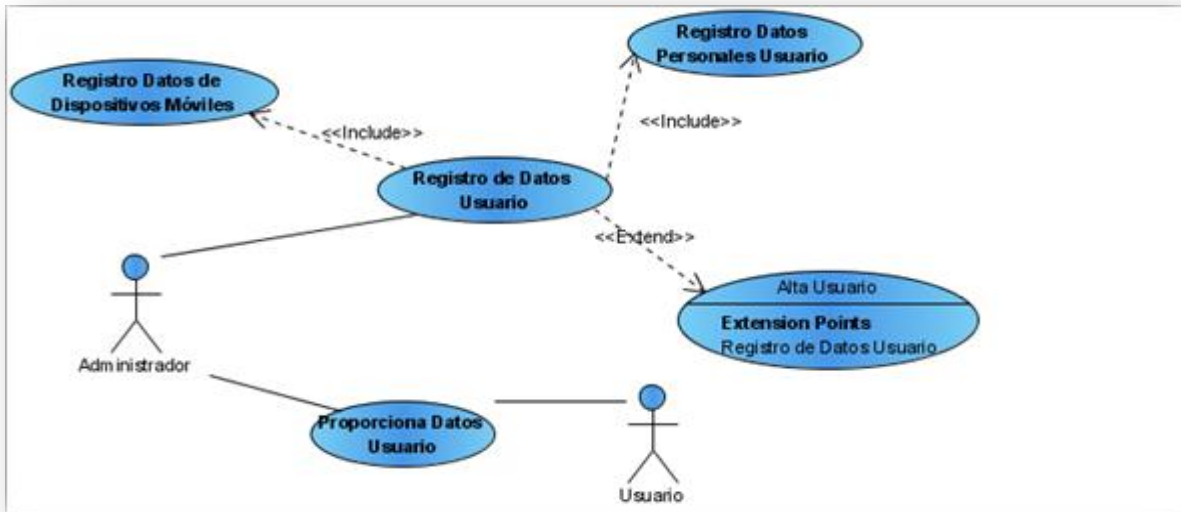 Registro Datos
Personales Usuario
Registro Datos de
Dispositivos Móviles
<<Include>>
<<Include>>
Registro de Datos
Usuario
<<Extend>>
Alta Usuario
Extension Points
Registro de Datos Usuario
Administrador
Proporciona Datos
Usuario
Usuario